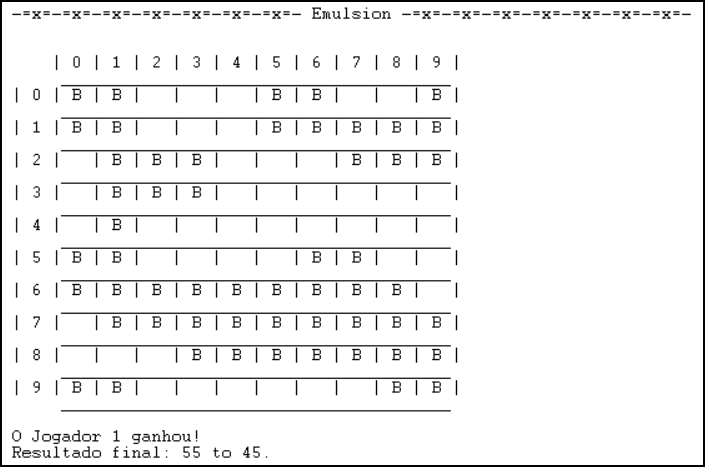 -=x=-=x=-=x=-=x=-=x=-=x=-=x=- Emulsion -=x=-=x=-=x=-=x=-=x=-=x=-=x=-
| 0 | 1 | 2 | 3 | 4 | 5 | 6 | 7 | 8 | 9 |
| 0 | B | B | | | | B | B | | | B |
| 1 | B | B | | | | B | B | B | B | B |
| 2 | | B | B | B | | | | B | B | B |
| 3 | | B | B | B | | | | | | |
| 4 | | B | | | | | | | | |
| 5 | B | B | | | | | B | B | | |
| 6 | B | B | B | B | B | B | B | B | B | |
| 7 | | B | B | B | B | B | B | B | B | B |
| 8 | | | | B | B | B | B | B | B | B |
| 9 | B | B | | | | | | | B | B |
O Jogador 1 ganhou!
Resultado final: 55 to 45.